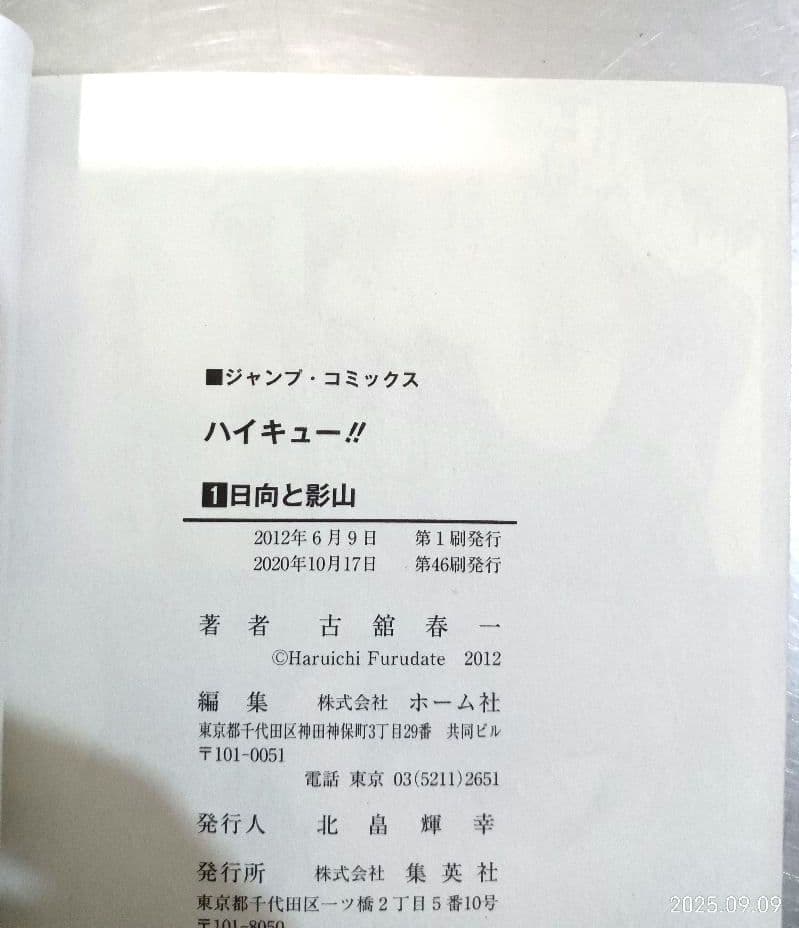 ■ジャンプ・コミックス
ハイキュー!!
1日向と影山
2012年6月9日 第1刷発行
2020年10月17日 第46刷発行
著者 古舘春一
©Haruichi Furudate 2012
編集 株式会社 ホーム社
東京都千代田区神田神保町3丁目29番 共同ビル
〒101-0051
電話 東京 03(5211)2651
発行人 北畠輝幸
発行所 株式会社 集英社
東京都千代田区一ツ橋2丁目5番10号
〒101-8050
2025.09.09